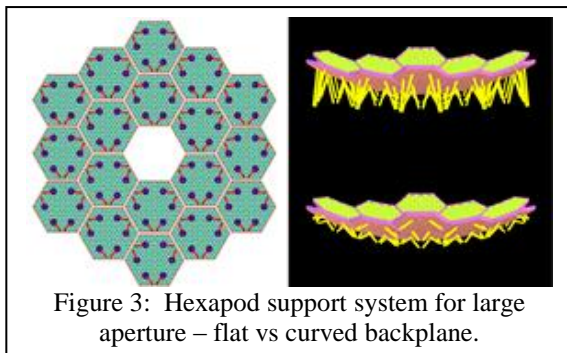 Figure 3:  Hexapod support system for large
aperture – flat vs curved backplane.